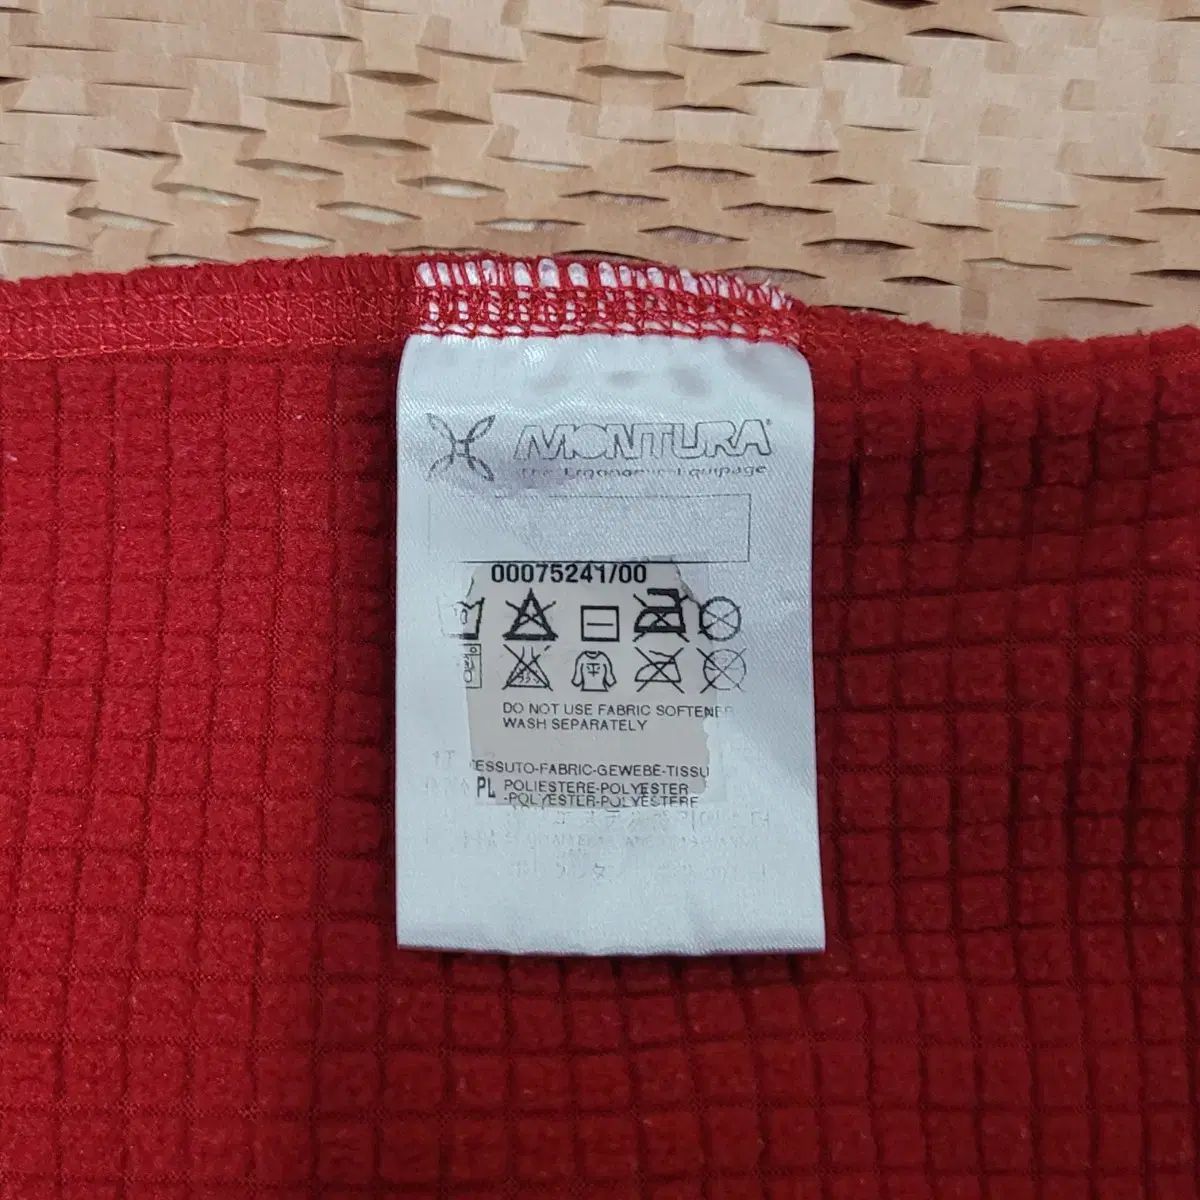 MONTURA®
The Ergonomic Equipage
00075241/00
DO NOT USE FABRIC SOFTENER
WASH SEPARATELY
TESSUTO-FABRIC-GEWEBE-TISSU
PL POLIESTERE-POLYESTER
-POLYESTER-POLYESTERE